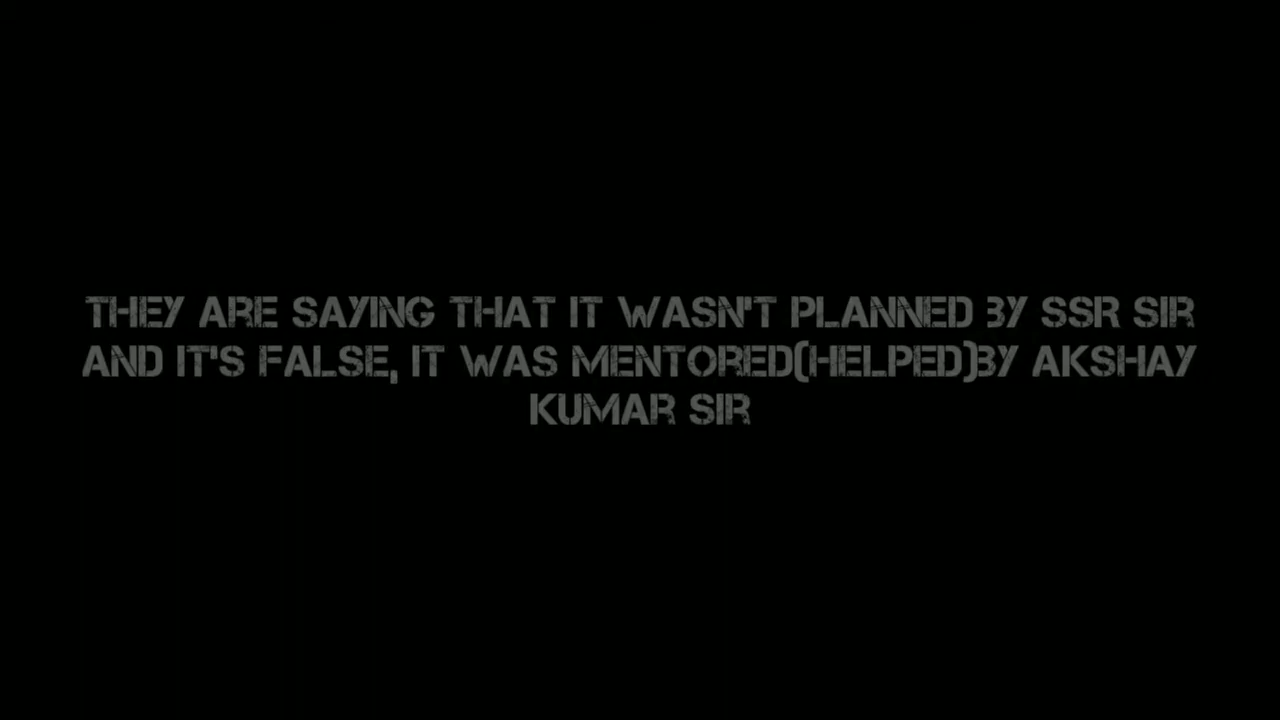 THEY ARE SAYING THAT IT WASN'T PLANNED BY SSR SIR
AND IT'S FALSE, IT WAS MENTORED(HELPED)BY AKSHAY
KUMAR SIR